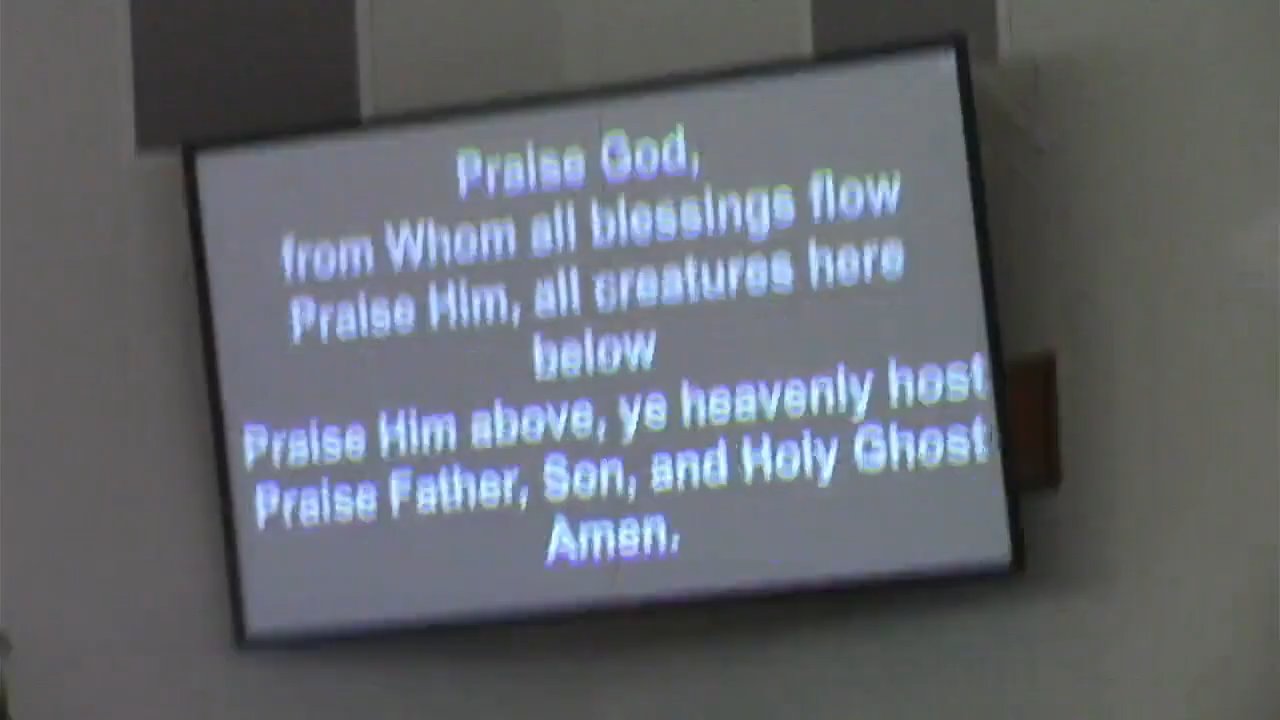 Praise God,
from Whom all blessings flow
Praise Him, all creatures here
below
Praise Him above, ye heavenly host
Praise Father, Son, and Holy Ghost
Amen.